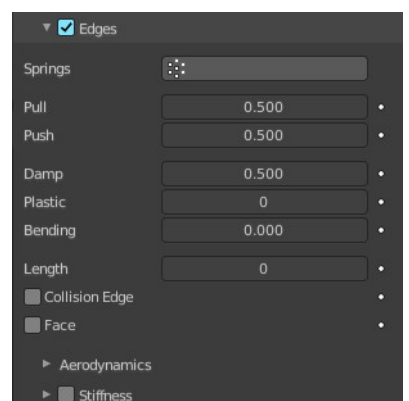 Edges
Springs
Pull 0.500
Push 0.500
Damp 0.500
Plastic 0
Bending 0.000
Length 0
Collision Edge
Face
Aerodynamics
Stiffness